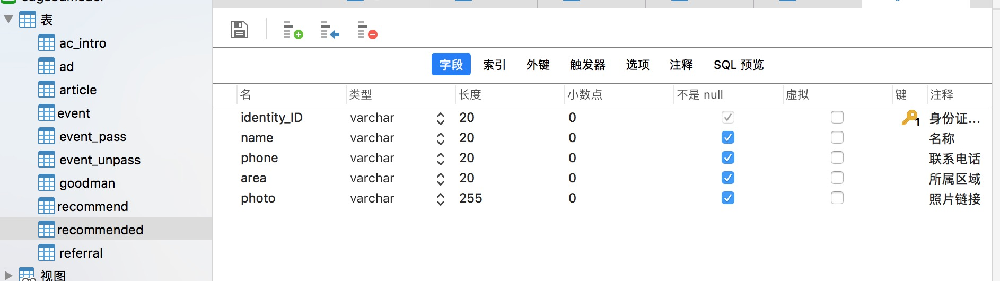 表
ac_intro
ad
article
event
event_pass
event_unpass
goodman
recommend
recommended
referral
视图
字段 索引 外键 触发器 选项 注释 SQL 预览
名 类型 长度 小数点 不是 null 虚拟 键 注释
identity_ID varchar 20 0 1 身份证...
name varchar 20 0 名称
phone varchar 20 0 联系电话
area varchar 20 0 所属区域
photo varchar 255 0 照片链接